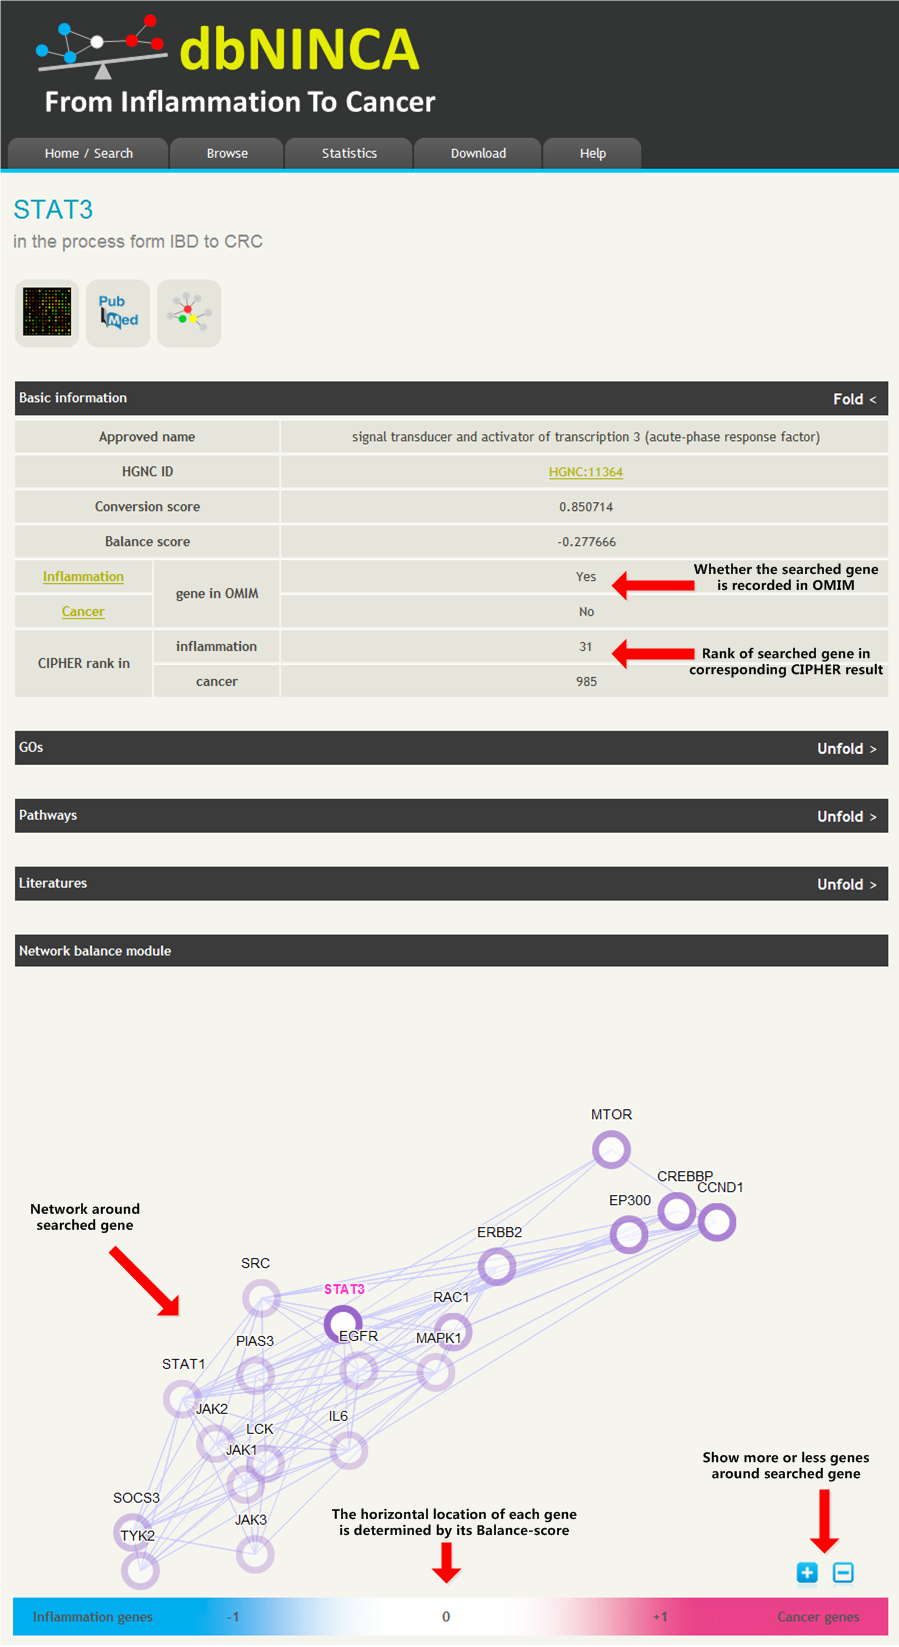 dbNINCA
From Inflammation To Cancer
Home / Search
Browse
Statistics
Download
Help
STAT3
in the process form IBD to CRC
Pub
Med
Basic information
Fold <
Approved name
signal transducer and activator of transcription 3 (acute-phase response factor)
HGNC ID
HGNC:11364
Conversion score
0.850714
Balance score
-0.277666
Inflammation
gene in OMIM
Yes
Whether the searched gene
is recorded in OMIM
Cancer
No
CIPHER rank in
inflammation
31
Rank of searched gene in
corresponding CIPHER result
cancer
985
GOs
Unfold >
Pathways
Unfold >
Literatures
Unfold >
Network balance module
MTOR
CREBBP
CCND1
EP300
Network around
searched gene
ERBB2
SRC
STAT3
RAC1
EGFR
MAPK1
PIAS3
STAT1
JAK2
IL6
LCK
JAK1
Show more or less genes
around searched gene
SOCS3
JAK3
The horizontal location of each gene
is determined by its Balance-score
TYK2
Inflammation genes
-1
0
+1
Cancer genes